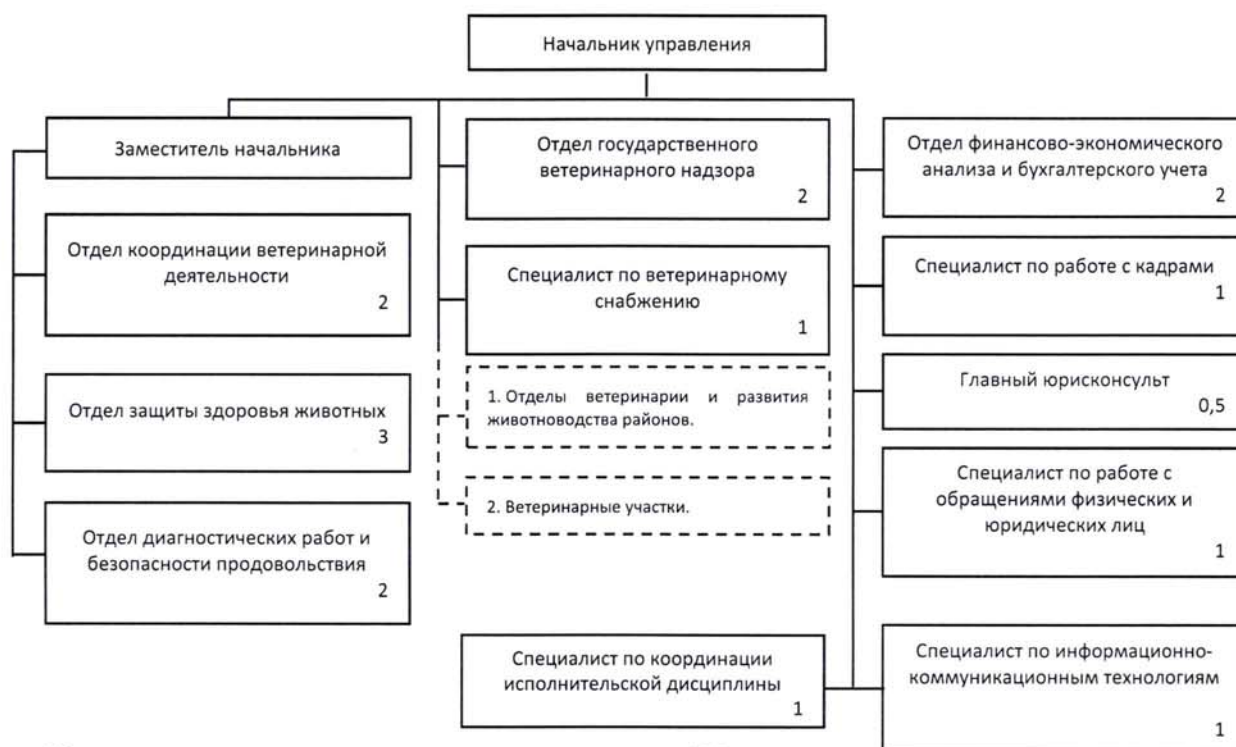 Начальник управления
Заместитель начальника
Отдел координации ветеринарной
деятельности
2
Отдел защиты здоровья животных
3
Отдел диагностических работ и
безопасности продовольствия
2
Отдел государственного
ветеринарного надзора
2
Специалист по ветеринарному
снабжению
1
1. Отделы ветеринарии и развития
животноводства районов.
2. Ветеринарные участки.
Специалист по координации
исполнительской дисциплины
1
Отдел финансово-экономического
анализа и бухгалтерского учета
2
Специалист по работе с кадрами
1
Главный юрисконсульт
0,5
Специалист по работе с
обращениями физических и
юридических лиц
1
Специалист по информационно-
коммуникационным технологиям
1